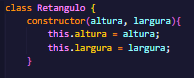 class Retangulo {
constructor(altura, largura){
this.altura = altura;
this.largura = largura;
}